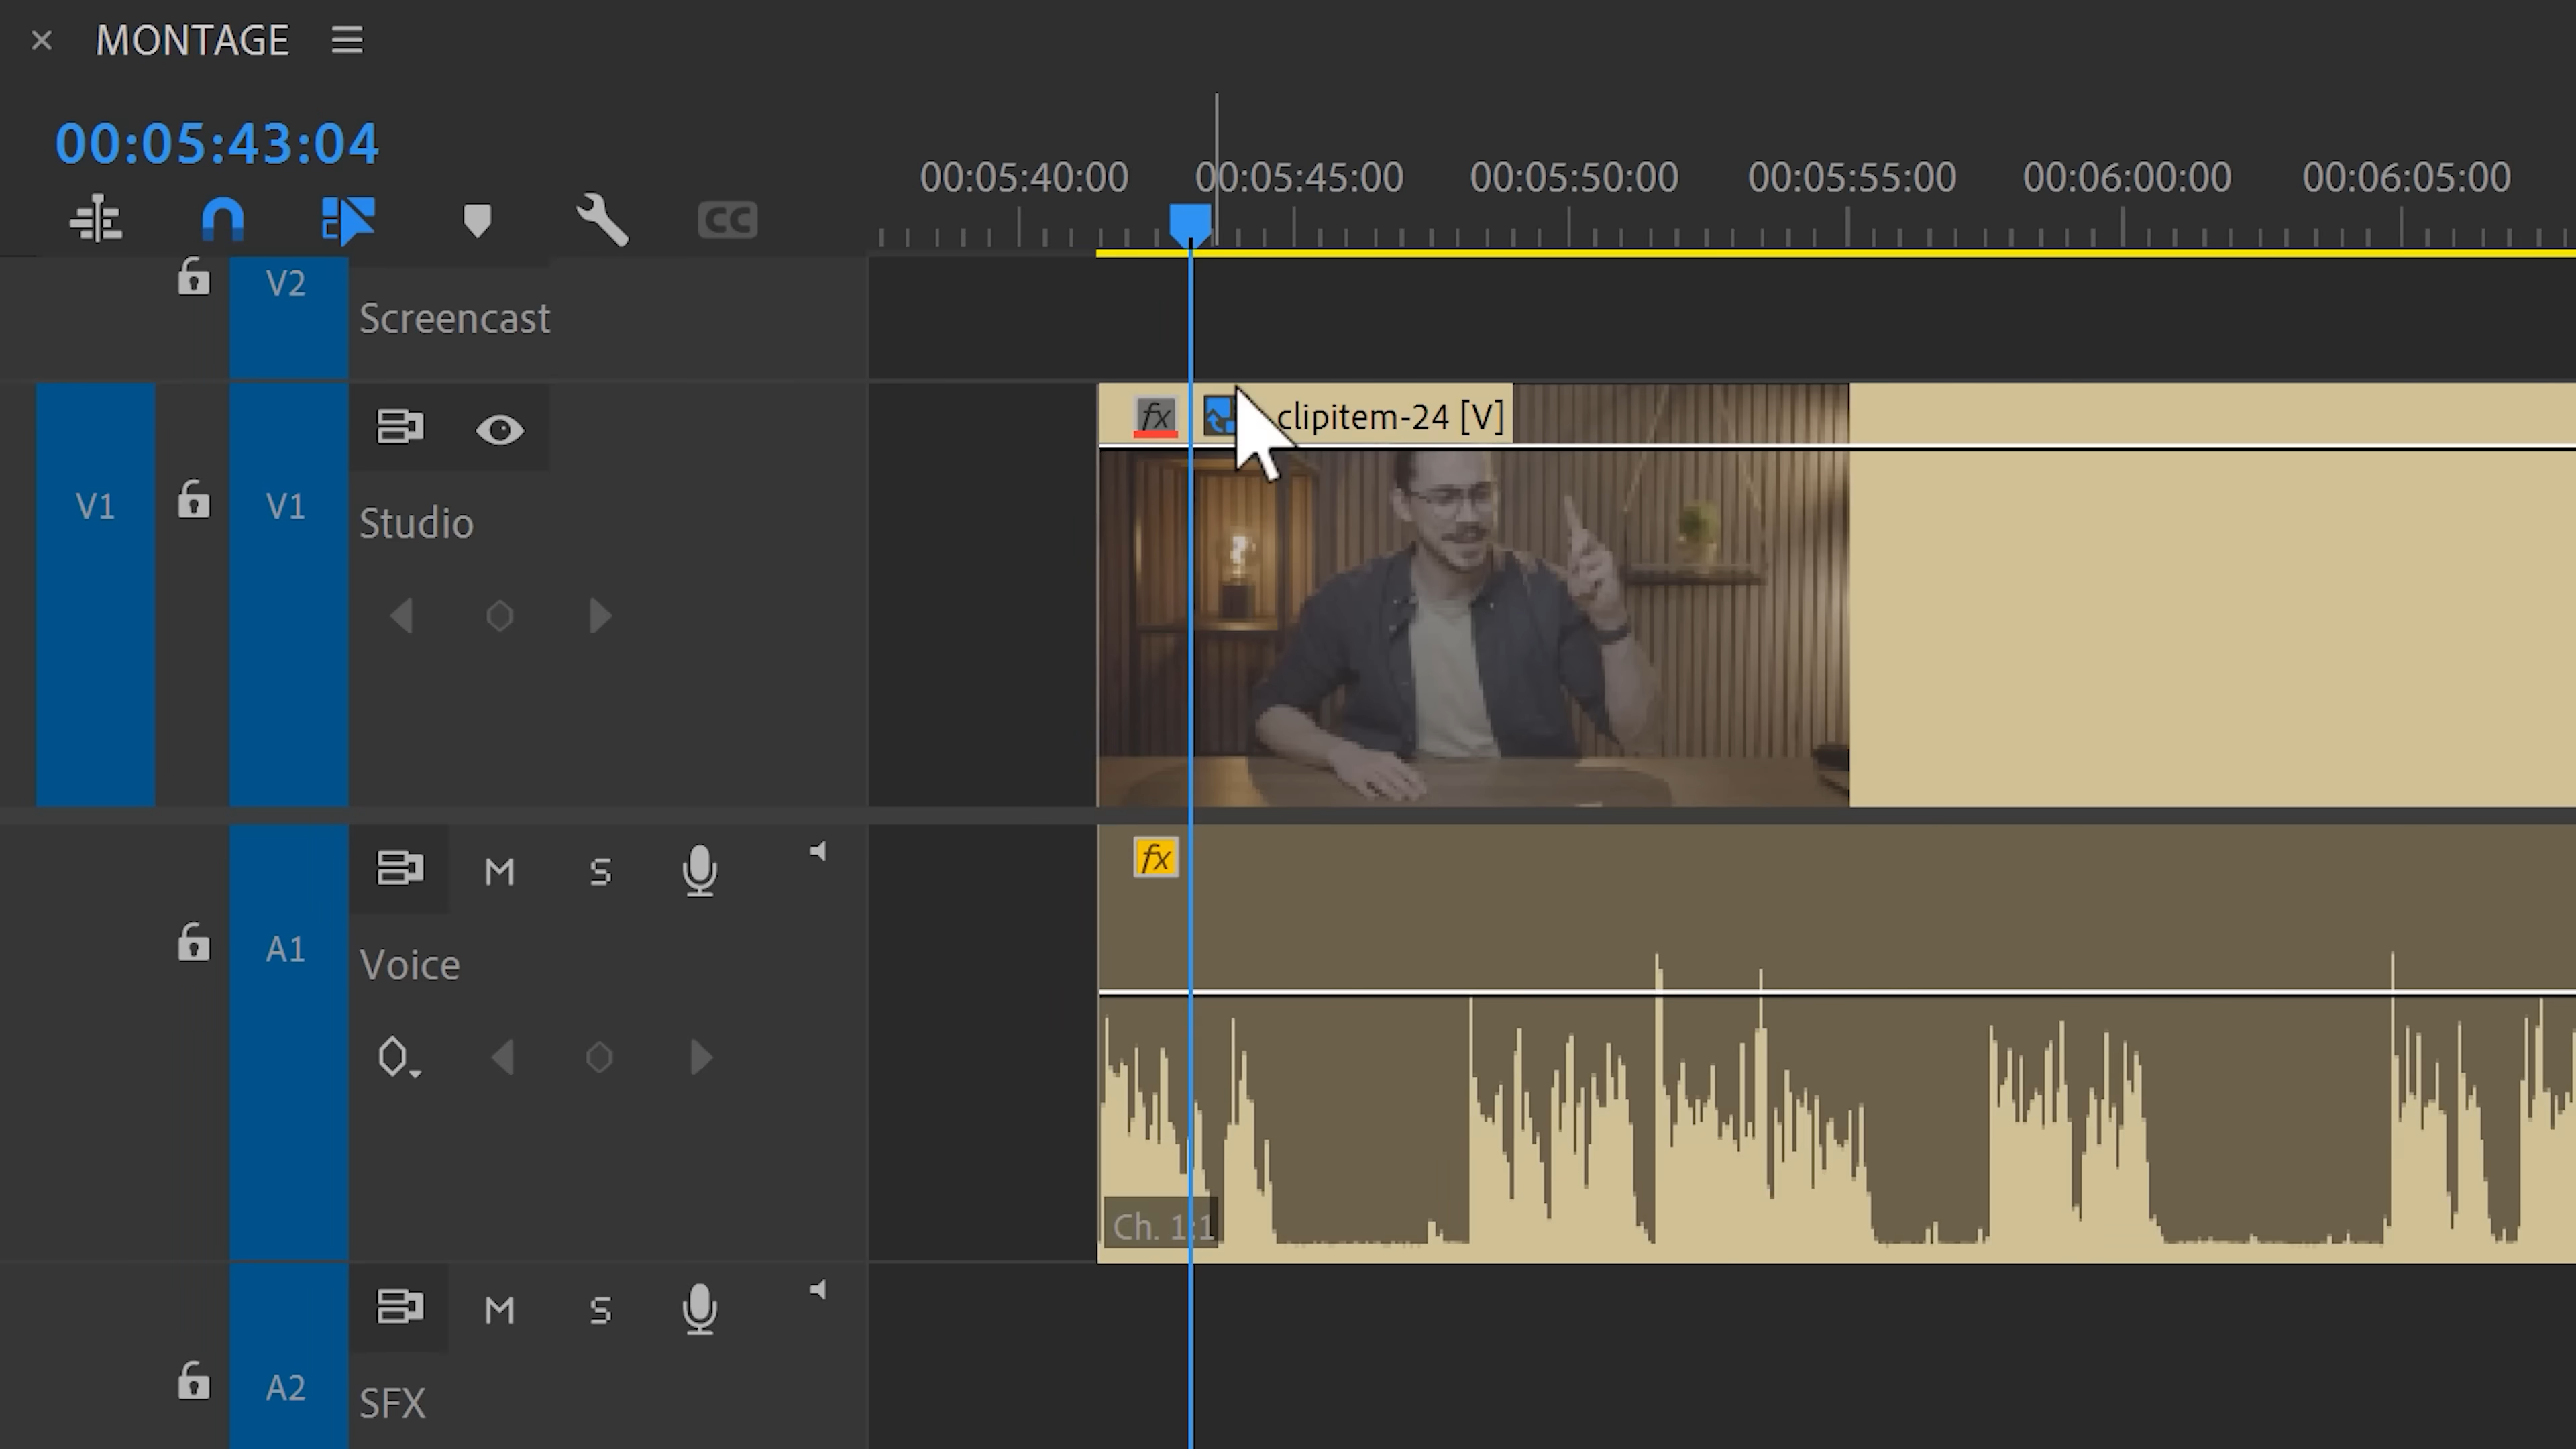 × MONTAGE
00:05:43:04
00:05:40:00 00:05:45:00 00:05:50:00 00:05:55:00 00:06:00:00 00:06:05:00
CC
V2
Screencast
fx clipitem-24 [V]
V1 V1 Studio
M S
fx
A1 Voice
Ch. 1:1
M S
A2 SFX